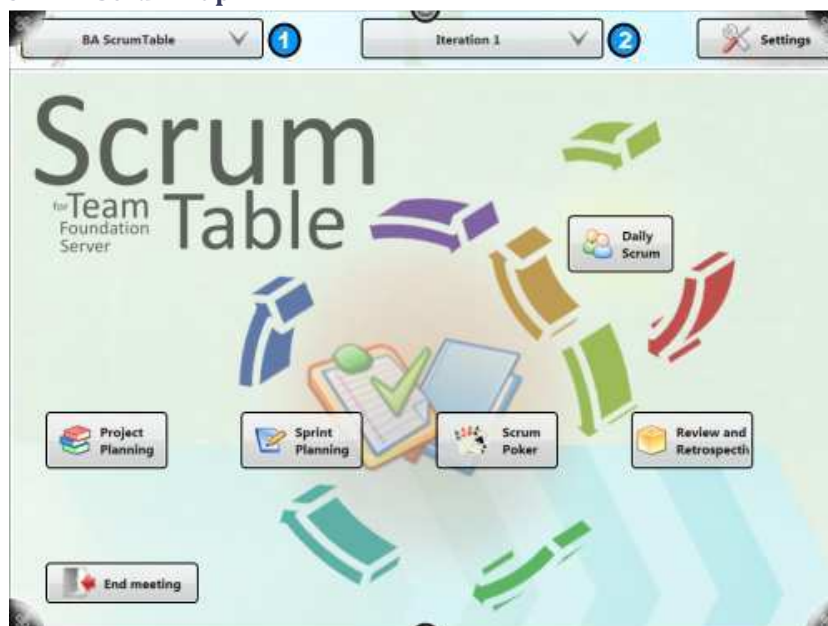 BA ScrumTable
1
Iteration 1
2
Settings
Scrum
for Team
Foundation
Server
Table
Daily
Scrum
Project
Planning
Sprint
Planning
Scrum
Poker
Review and
Retrospecti
End meeting